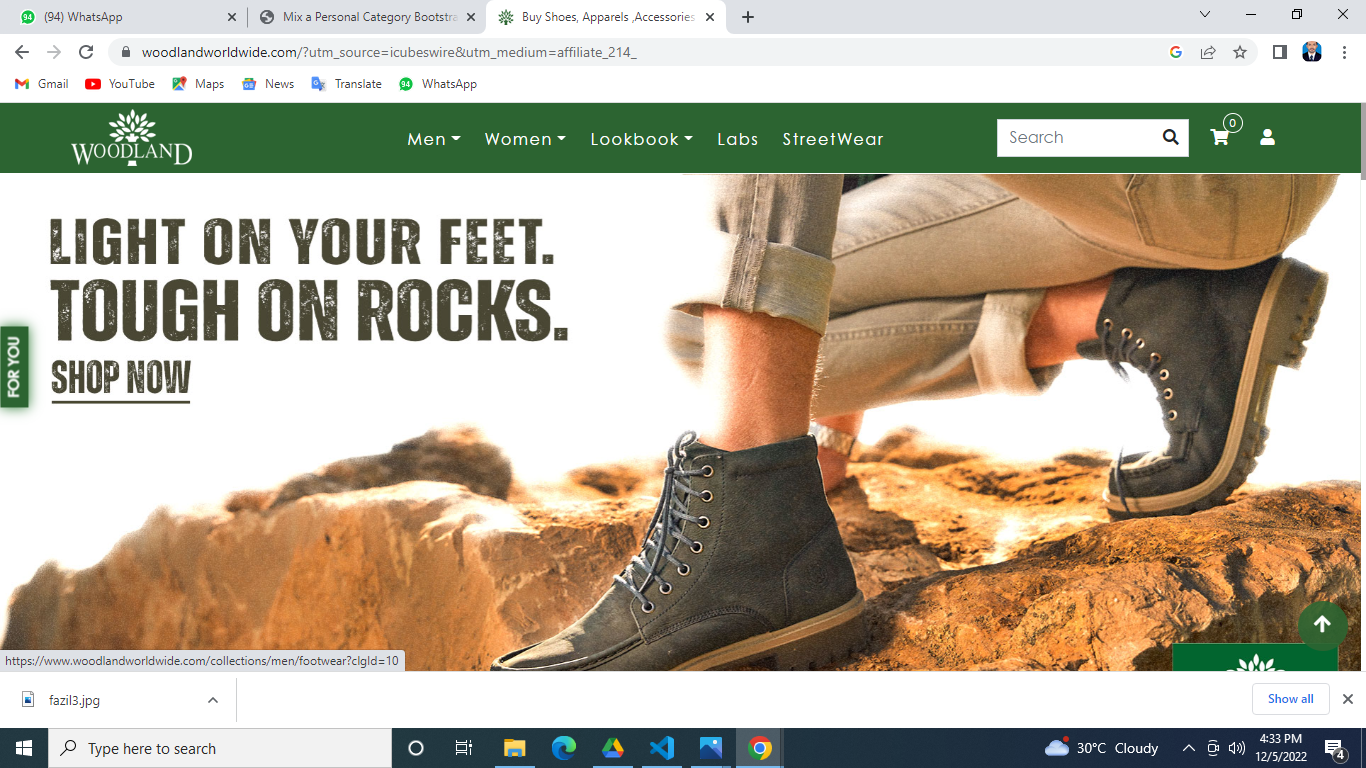 94
(94) WhatsApp
Mix a Personal Category Bootstra
Buy Shoes, Apparels ,Accessories
woodlandworldwide.com/?utm_source=icubeswire&utm_medium=affiliate_214_
Gmail
YouTube
Maps
News
Translate
94
WhatsApp
WOODLAND
Men
Women
Lookbook
Labs
StreetWear
Search
0
LIGHT ON YOUR FEET.
TOUGH ON ROCKS.
SHOP NOW
FOR YOU
https://www.woodlandworldwide.com/collections/men/footwear?clgId=10
fazil3.jpg
Show all
Type here to search
30°C Cloudy
4:33 PM
12/5/2022
4